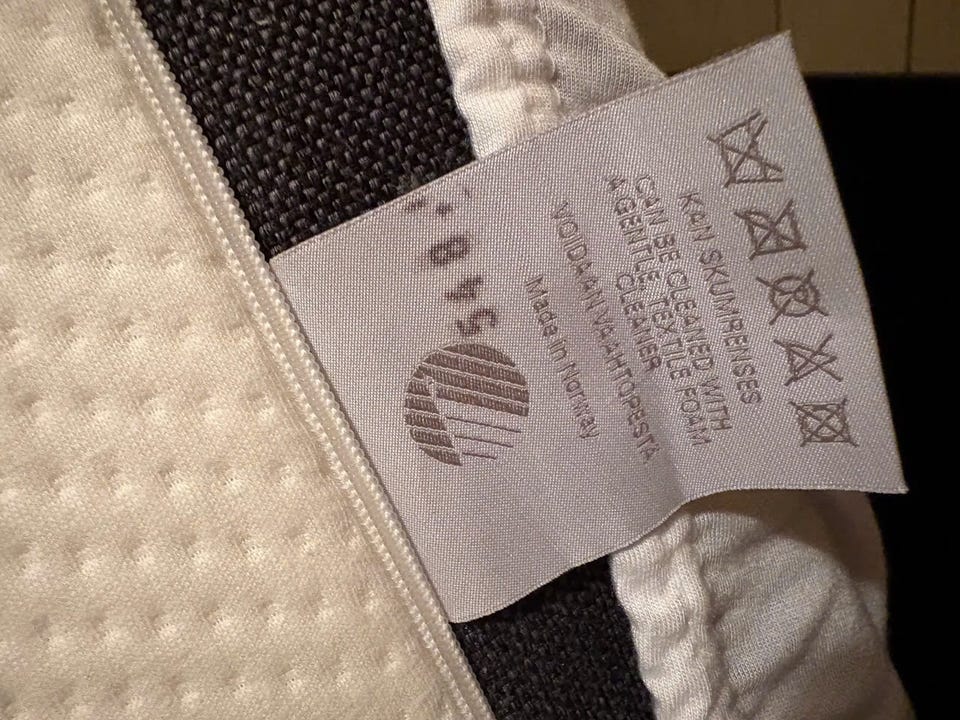 KAN SKUMRENSES
CAN BE CLEANED WITH
A GENTLE TEXTILE FOAM
CLEANER
VOIDAAN VAAHTOPESTÄ
Made in Norway